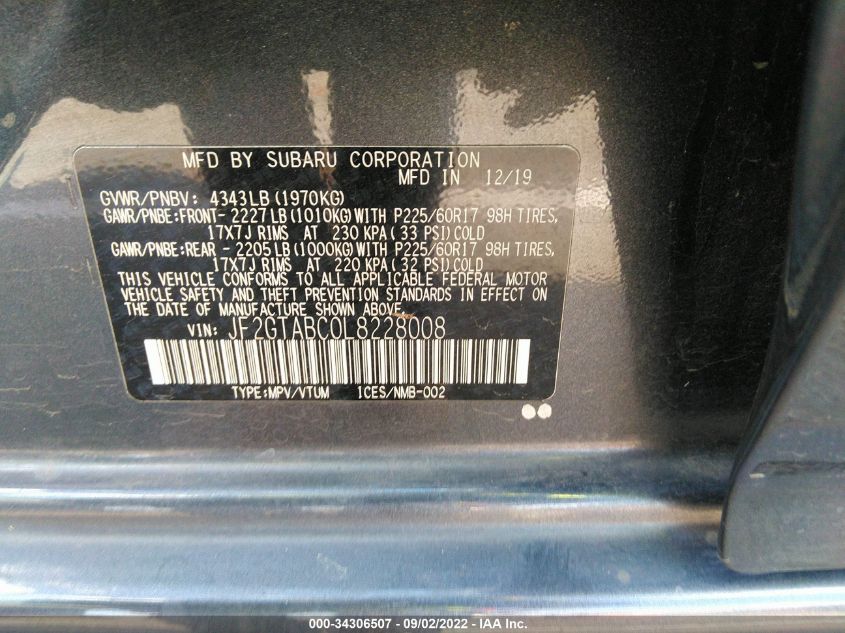 MFD BY SUBARU CORPORATION
MFD IN 12/19
GVWR/PNBV: 4343LB (1970KG)
GAWR/PNBE:FRONT- 2227 LB (1010KG) WITH P225/60R17 98H TIRES,
17X7J RIMS AT 230 KPA ( 33 PSI) COLD
GAWR/PNBE:REAR - 2205 LB (1000KG) WITH P225/60R17 98H TIRES,
17X7J RIMS AT 220 KPA ( 32 PSI) COLD
THIS VEHICLE CONFORMS TO ALL APPLICABLE FEDERAL MOTOR
VEHICLE SAFETY AND THEFT PREVENTION STANDARDS IN EFFECT ON
THE DATE OF MANUFACTURE SHOWN ABOVE.
VIN: JF2GTABC0L8228008
TYPE:MPV/VTUM ICES/NMB-002
000-34306507 - 09/02/2022 - © IAA Inc.